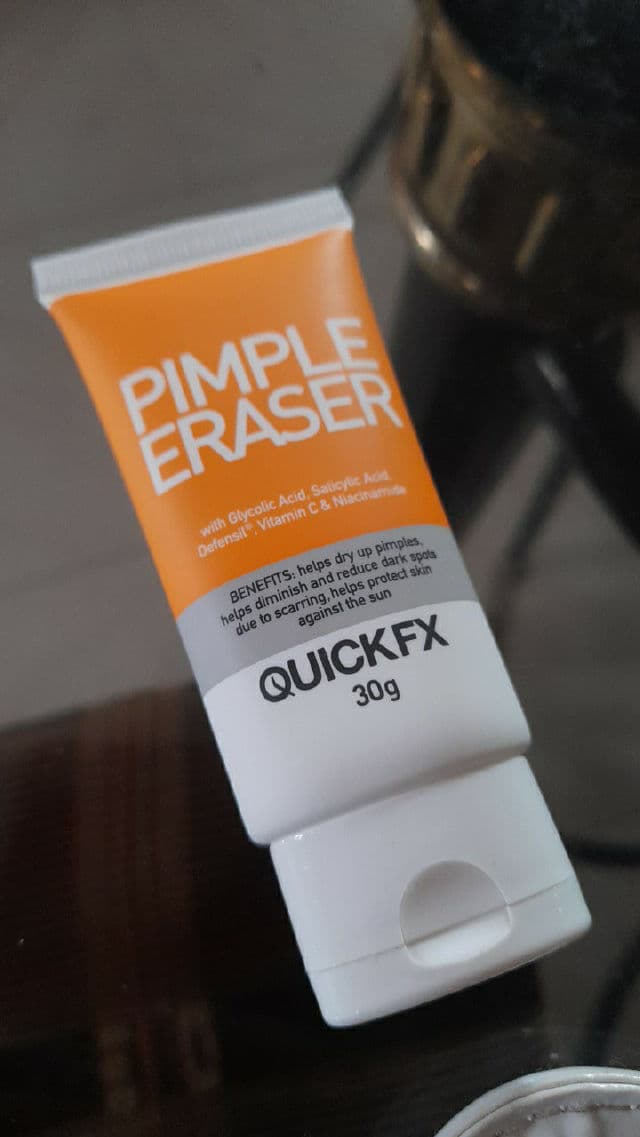 PIMPLE
ERASER
with Glycolic Acid, Salicylic Acid,
Defensil®, Vitamin C & Niacinamide
BENEFITS: helps dry up pimples,
helps diminish and reduce dark spots
due to scarring, helps protect skin
against the sun
QUICKFX
30g